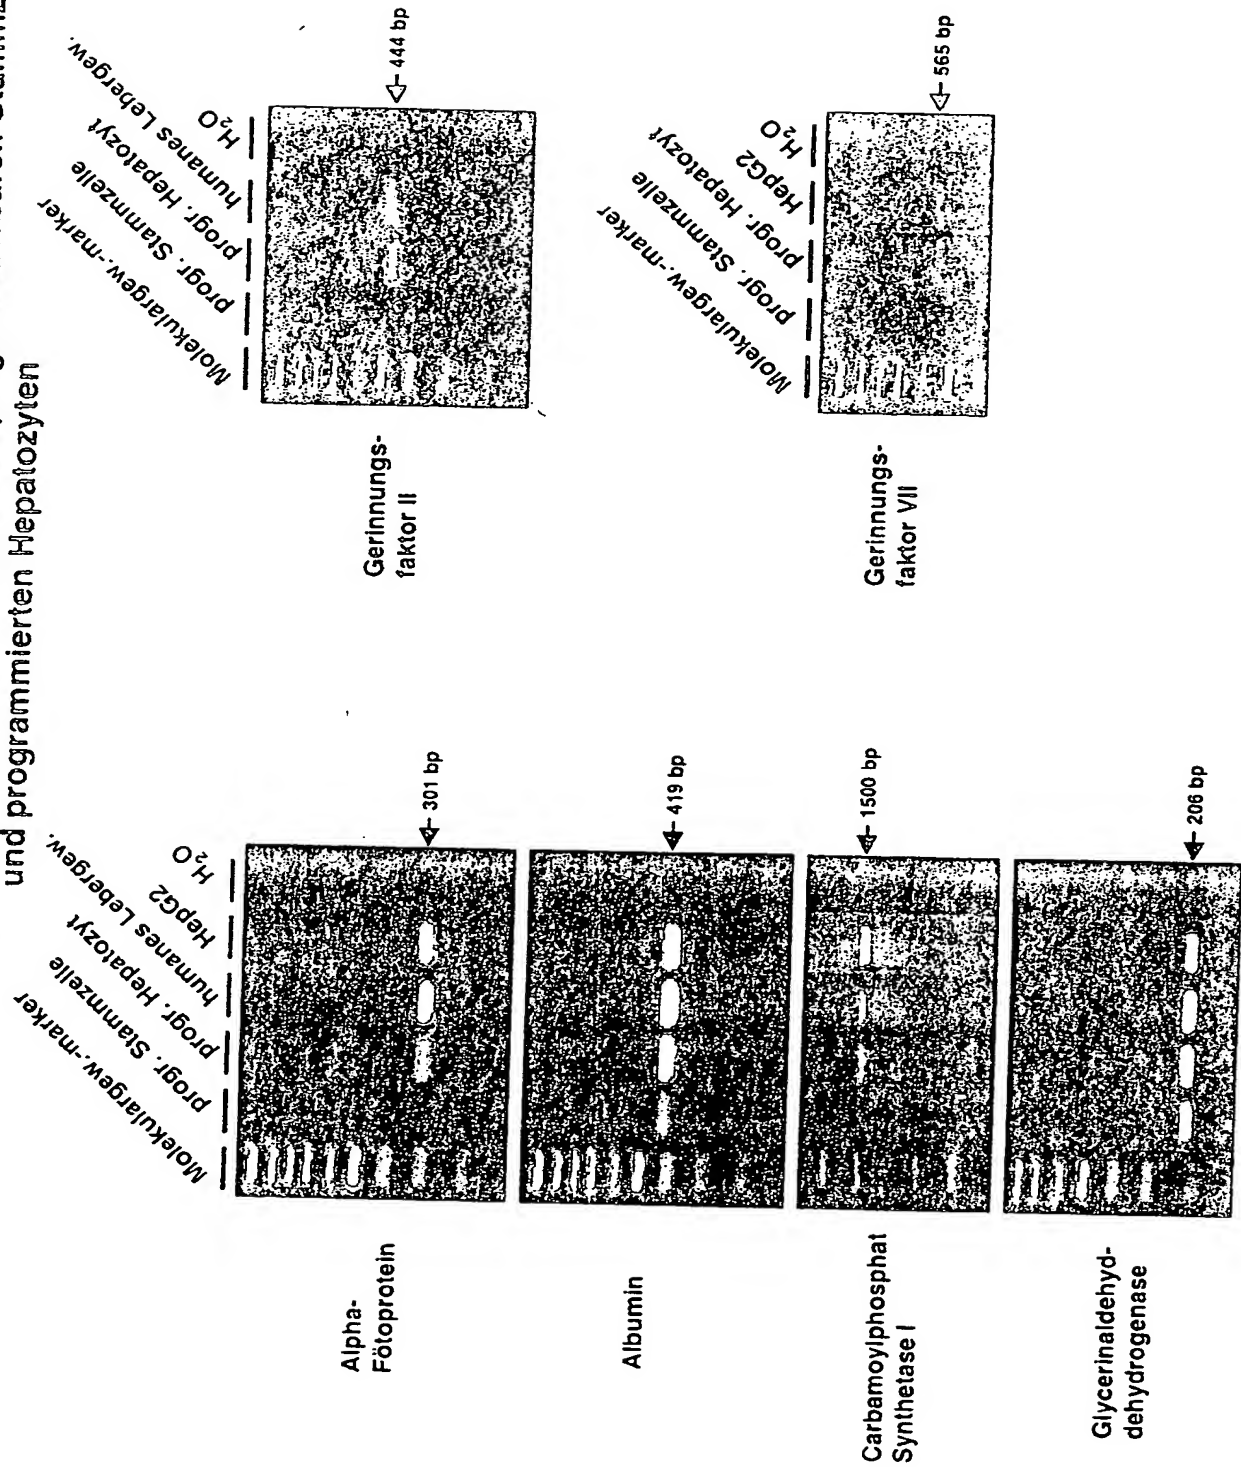 und programmierten Hepatozyten
Molekulargew.-marker
progr. Stammzelle
progr. Hepatozyt
humanes Lebergew.
HepG2
H₂O
Alpha-
Fötoprotein
301 bp
Albumin
419 bp
Carbamoylphosphat
Synthetase I
1500 bp
Glycerinaldehyd-
dehydrogenase
206 bp
Molekulargew.-marker
progr. Stammzelle
progr. Hepatozyt
humanes Lebergew.
H₂O
Gerinnungs-
faktor II
444 bp
Molekulargew.-marker
progr. Stammzelle
progr. Hepatozyt
HepG2
H₂O
Gerinnungs-
faktor VII
565 bp